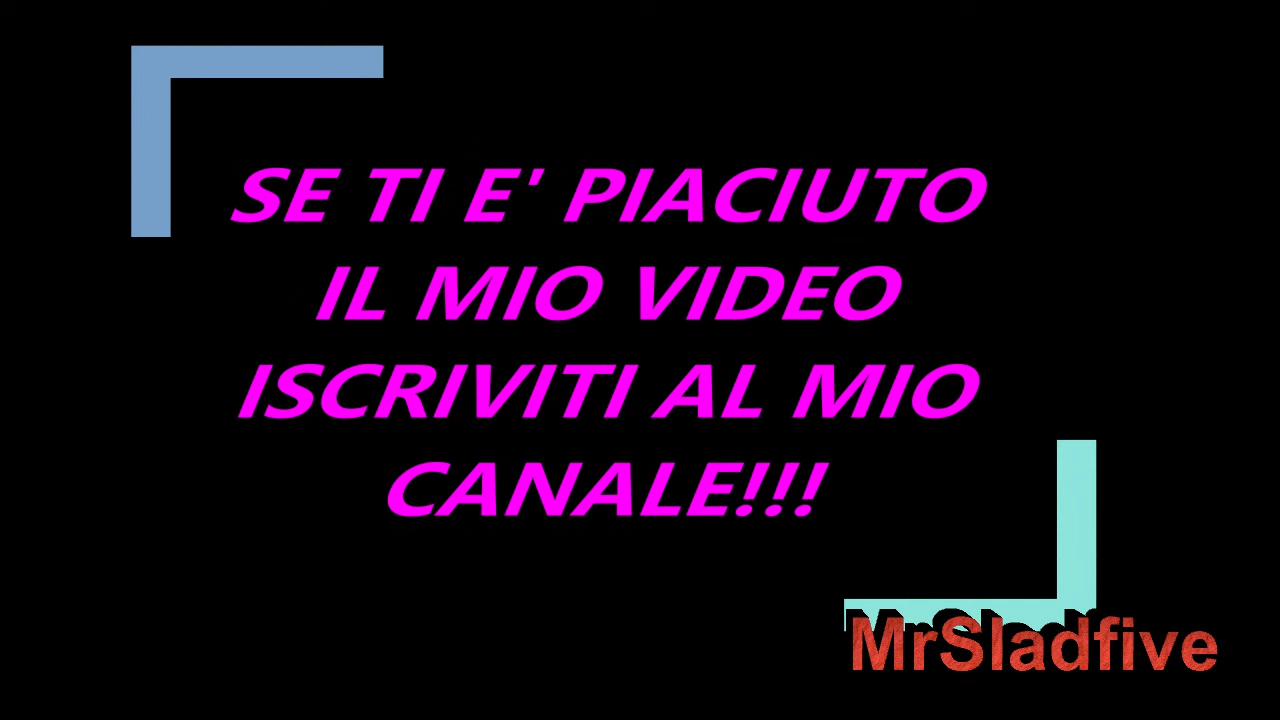 SE TI E' PIACIUTO
IL MIO VIDEO
ISCRIVITI AL MIO
CANALE!!!
MrSladfive